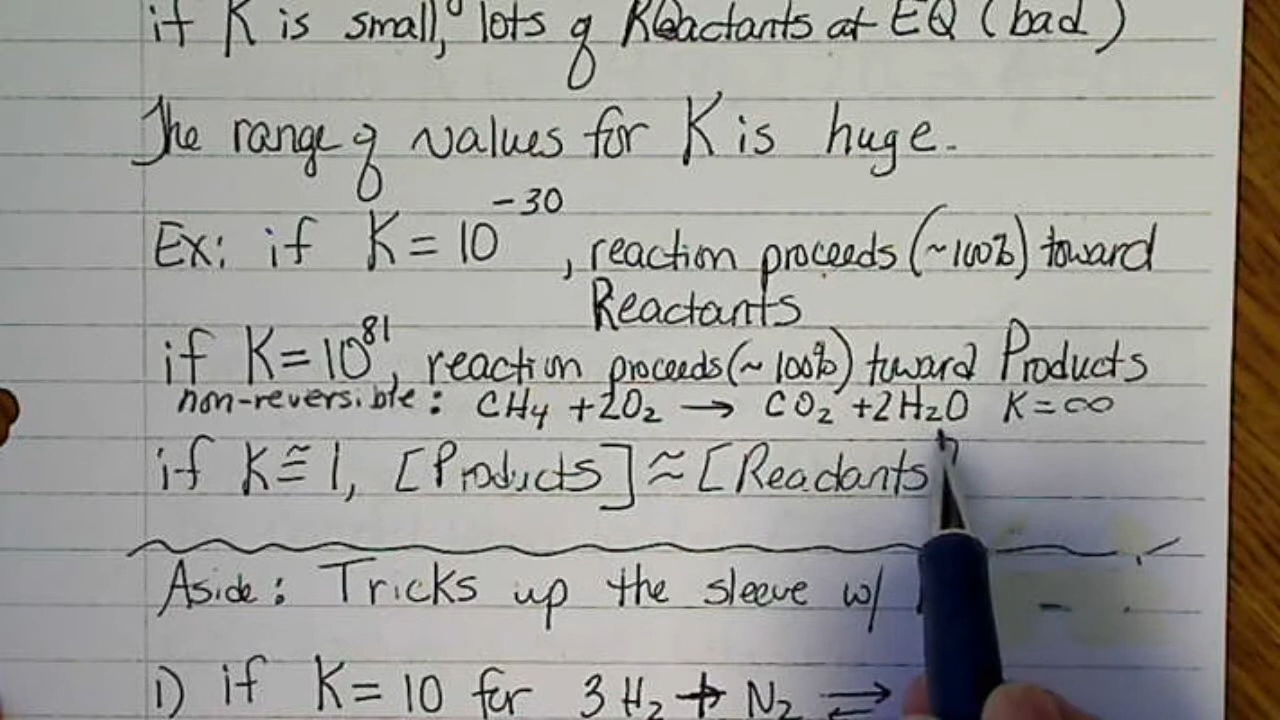 if K is small, lots of Reactants at EQ (bad)
The range of values for K is huge.
Ex: if K = 10⁻³⁰, reaction proceeds (~100%) toward
Reactants
if K = 10⁸¹, reaction proceeds (~100%) toward Products
non-reversible: CH₄ + 2O₂ → CO₂ + 2H₂O K = ∞
if K ≅ 1, [Products] ≈ [Reactants
Aside: Tricks up the sleeve w/
1) if K = 10 for 3H₂ + N₂ ⇌